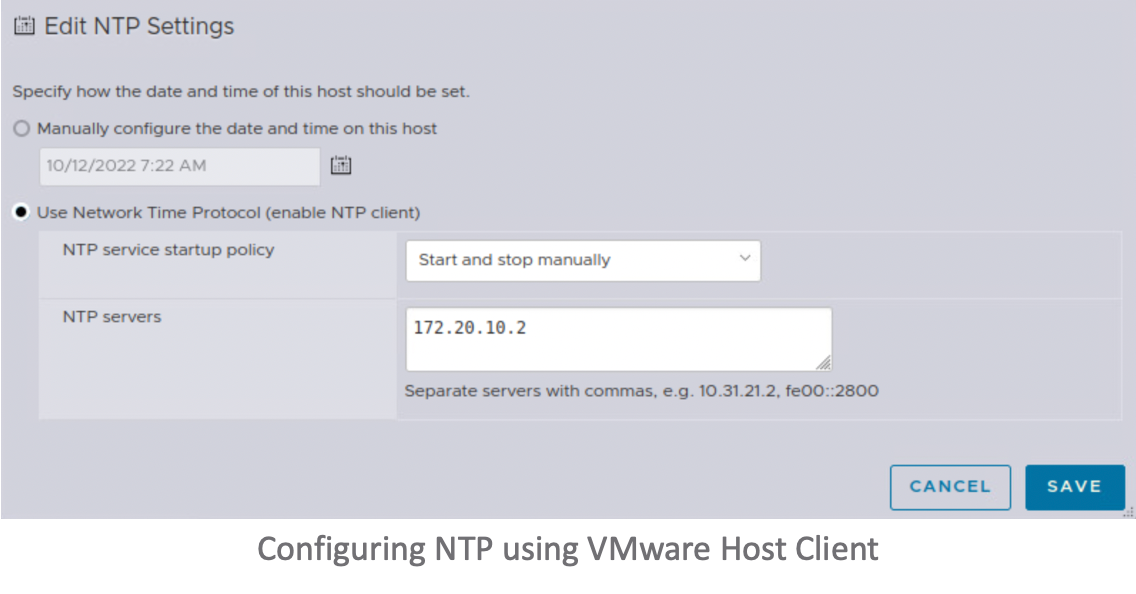 Edit NTP Settings
Specify how the date and time of this host should be set.
Manually configure the date and time on this host
10/12/2022 7:22 AM
Use Network Time Protocol (enable NTP client)
NTP service startup policy
Start and stop manually
NTP servers
172.20.10.2
Separate servers with commas, e.g. 10.31.21.2, fe00::2800
CANCEL
SAVE
Configuring NTP using VMware Host Client